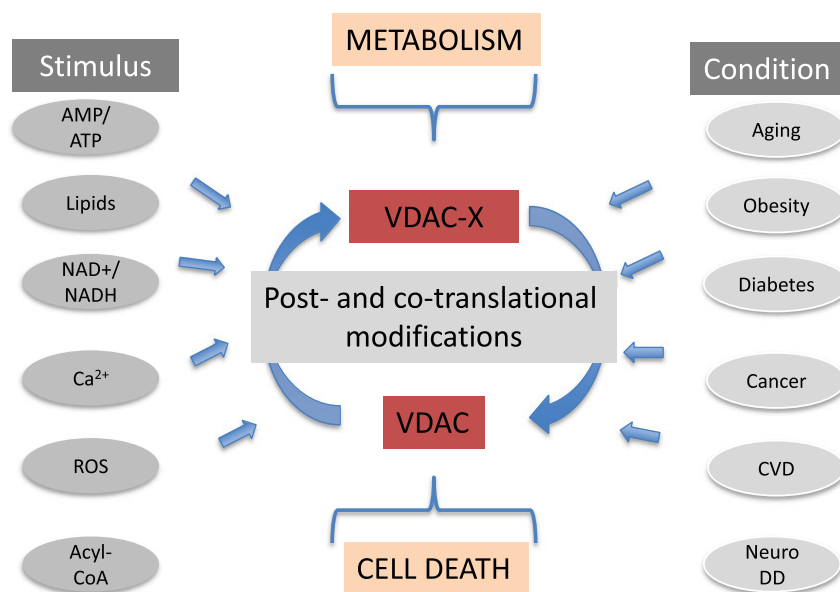 METABOLISM
Stimulus
AMP/
ATP
Lipids
NAD+/
NADH
Ca²⁺
ROS
Acyl-
CoA
VDAC-X
Post- and co-translational
modifications
VDAC
CELL DEATH
Condition
Aging
Obesity
Diabetes
Cancer
CVD
Neuro
DD